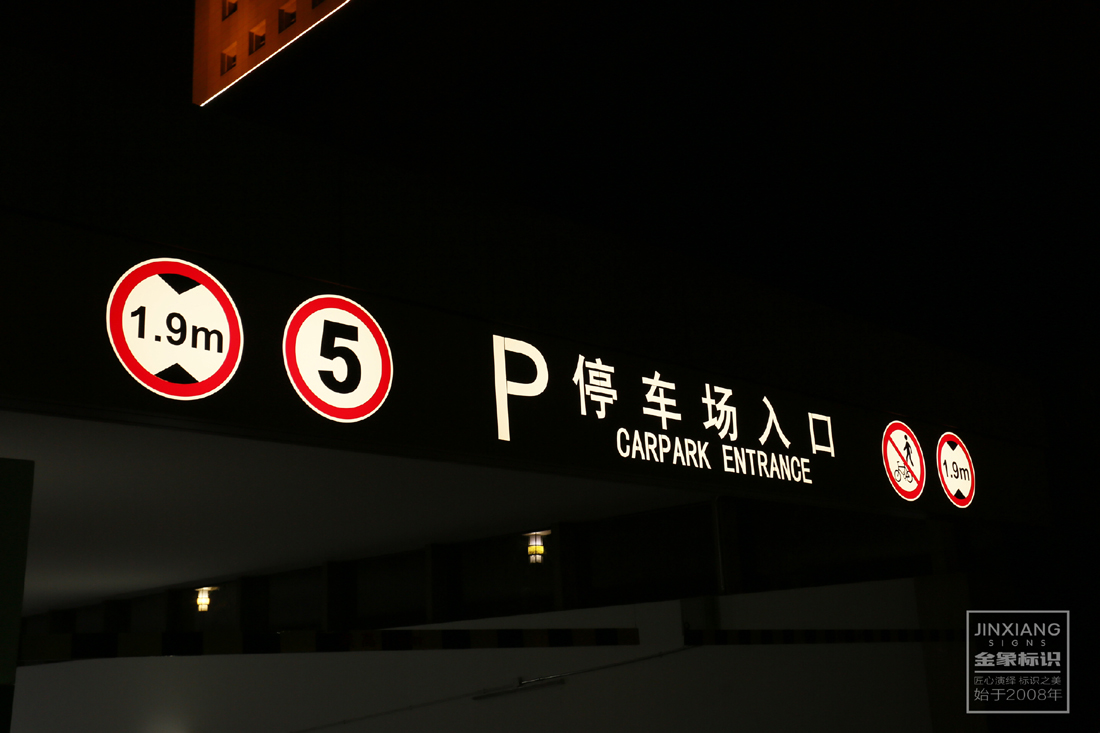 1.9m
5
P 停车场入口
CARPARK ENTRANCE
1.9m
JINXIANG
SIGNS
金象标识
匠心演绎 标识之美
始于2008年